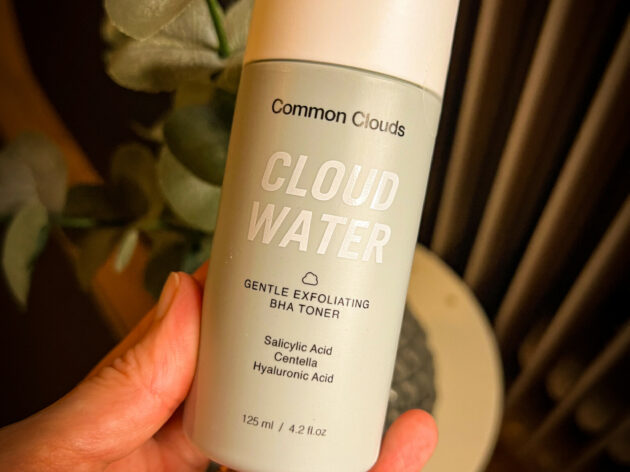 Common Clouds
CLOUD
WATER
GENTLE EXFOLIATING
BHA TONER
Salicylic Acid
Centella
Hyaluronic Acid
125 ml / 4.2 fl.oz